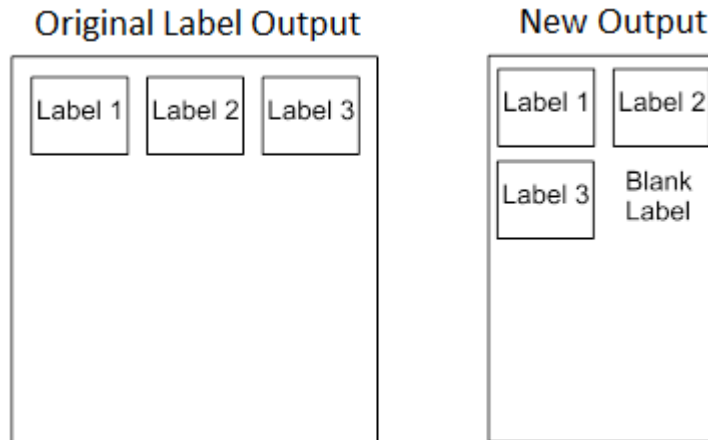 Original Label Output
Label 1 Label 2 Label 3
New Output
Label 1 Label 2
Label 3 Blank
Label